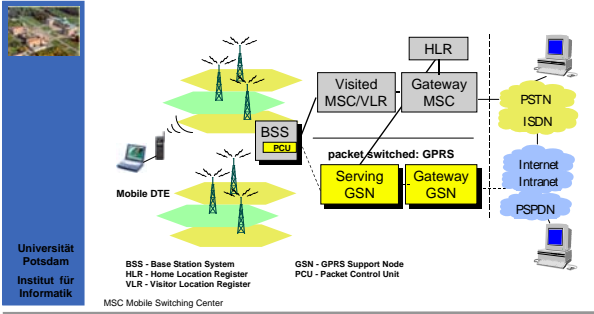 HLR
Visited
MSC/VLR
Gateway
MSC
PSTN
ISDN
BSS
PCU
packet switched: GPRS
Serving
GSN
Gateway
GSN
Internet
Intranet
PSPDN
Mobile DTE
Universität
Potsdam
Institut für
Informatik
BSS - Base Station System
HLR - Home Location Register
VLR - Visitor Location Register
GSN - GPRS Support Node
PCU - Packet Control Unit
MSC Mobile Switching Center